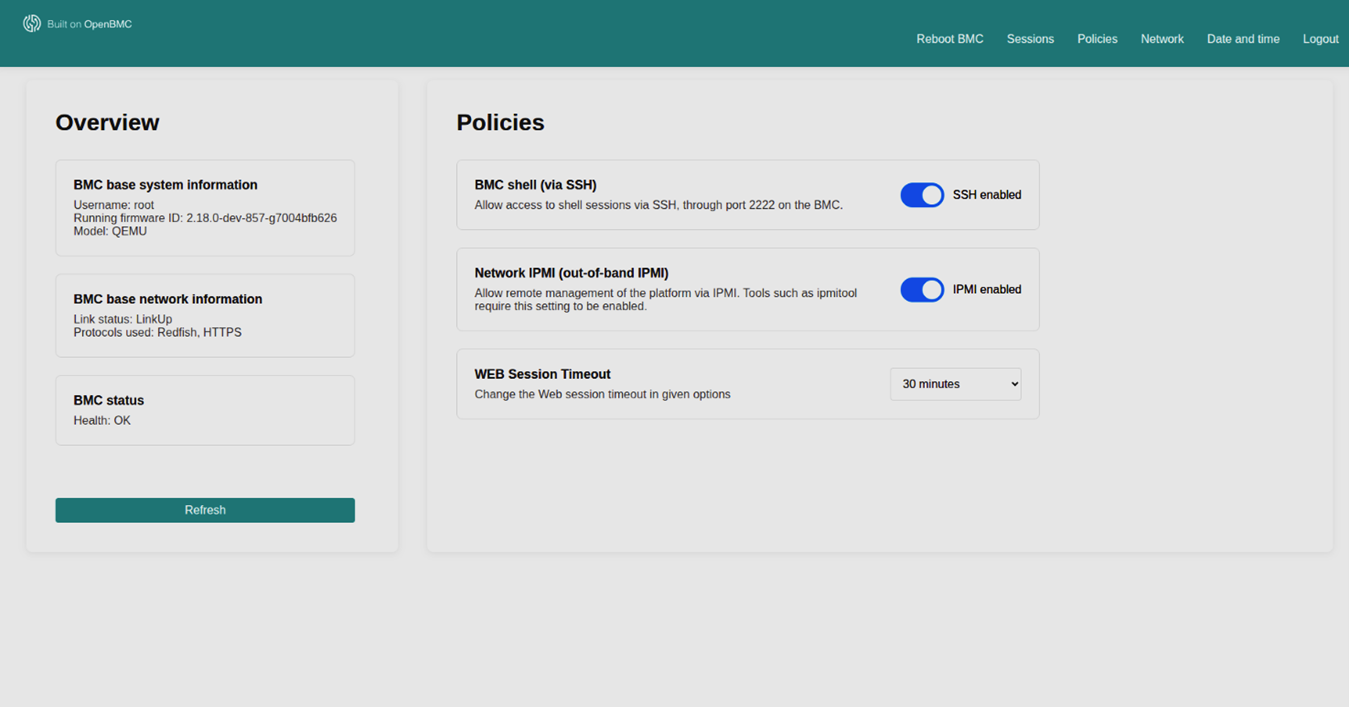 Built on OpenBMC
Reboot BMC
Sessions
Policies
Network
Date and time
Logout
Overview
BMC base system information
Username: root
Running firmware ID: 2.18.0-dev-857-g7004bfb626
Model: QEMU
BMC base network information
Link status: LinkUp
Protocols used: Redfish, HTTPS
BMC status
Health: OK
Refresh
Policies
BMC shell (via SSH)
Allow access to shell sessions via SSH, through port 2222 on the BMC.
SSH enabled
Network IPMI (out-of-band IPMI)
Allow remote management of the platform via IPMI. Tools such as ipmitool
require this setting to be enabled.
IPMI enabled
WEB Session Timeout
Change the Web session timeout in given options
30 minutes